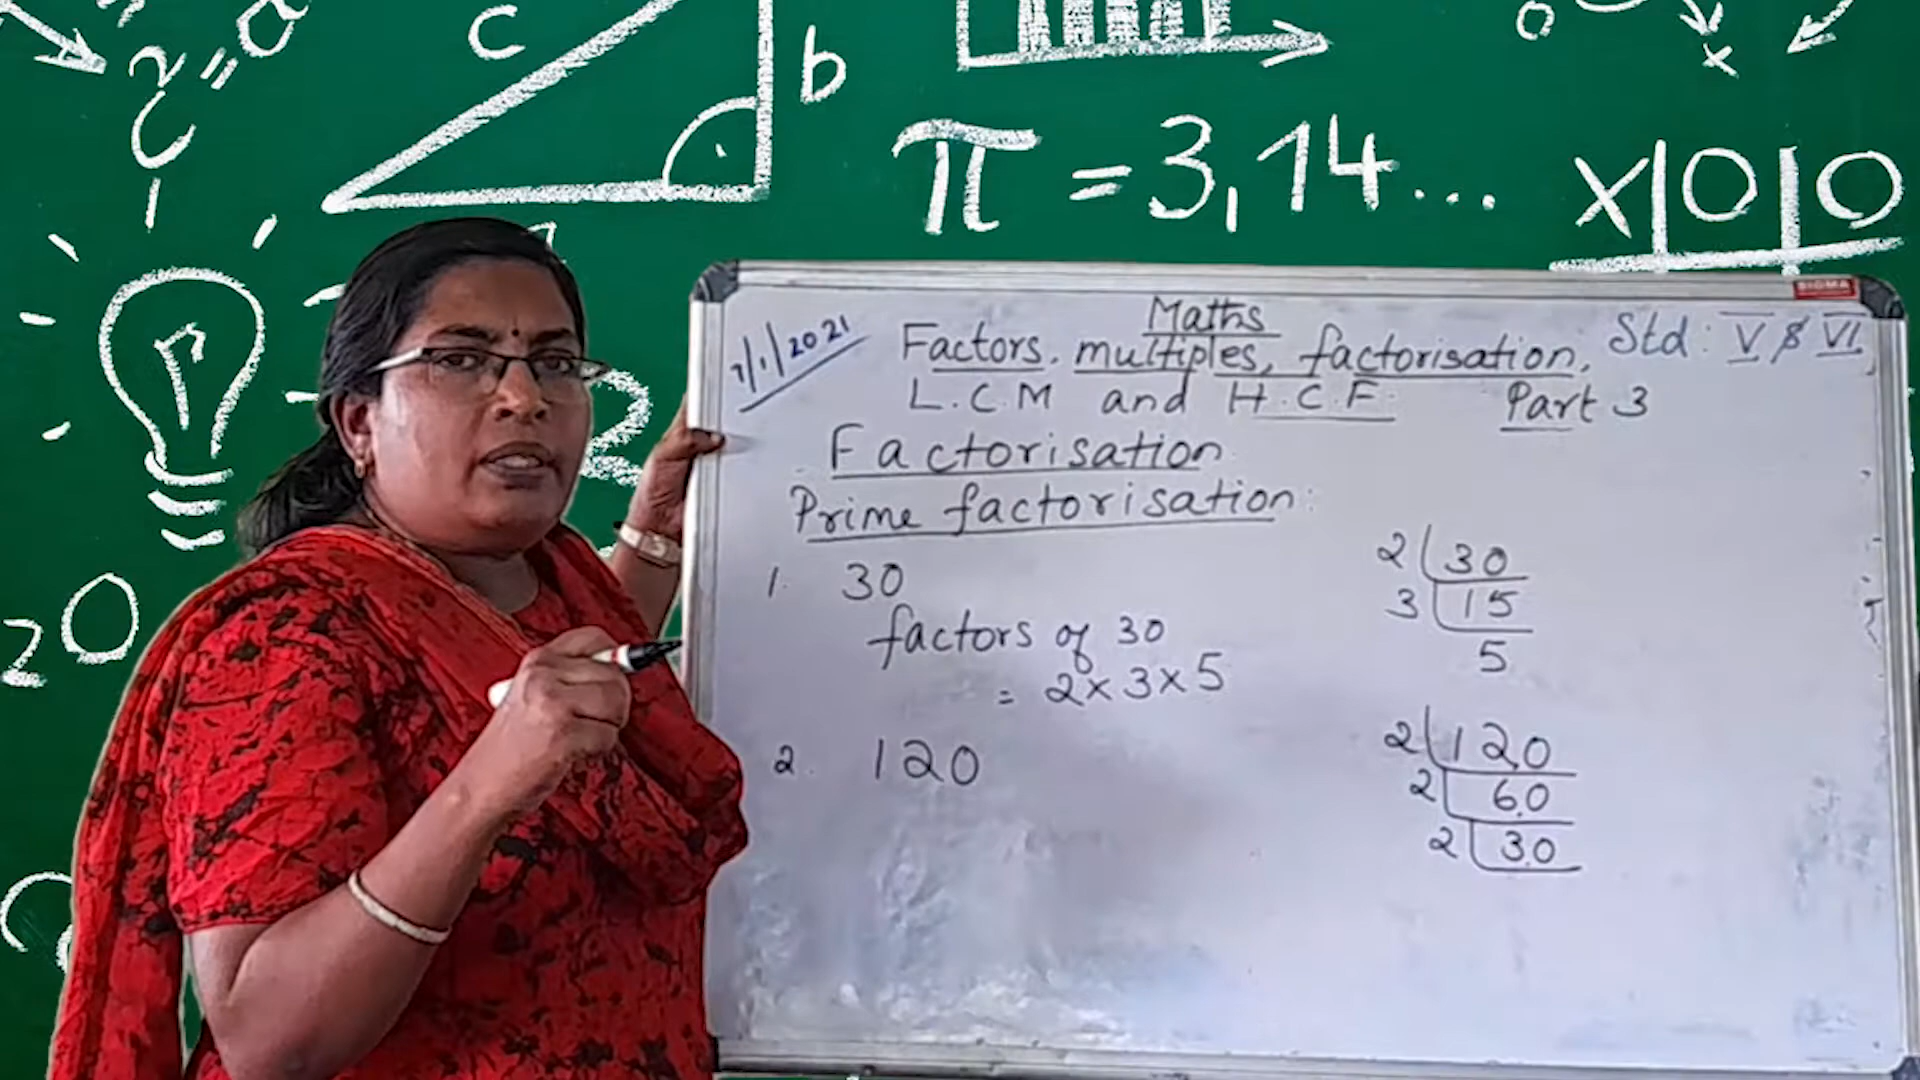 c
b
π = 3,14...
x 0 0
20
SIGMA
Maths
7/1/2021
Factors, multiples, factorisation,
Std: V & VI
L.C.M and H.C.F.
Part 3
Factorisation
Prime factorisation:
1. 30
factors of 30
= 2×3×5
2 30
3 15
5
2. 120
2 120
2 60
2 30